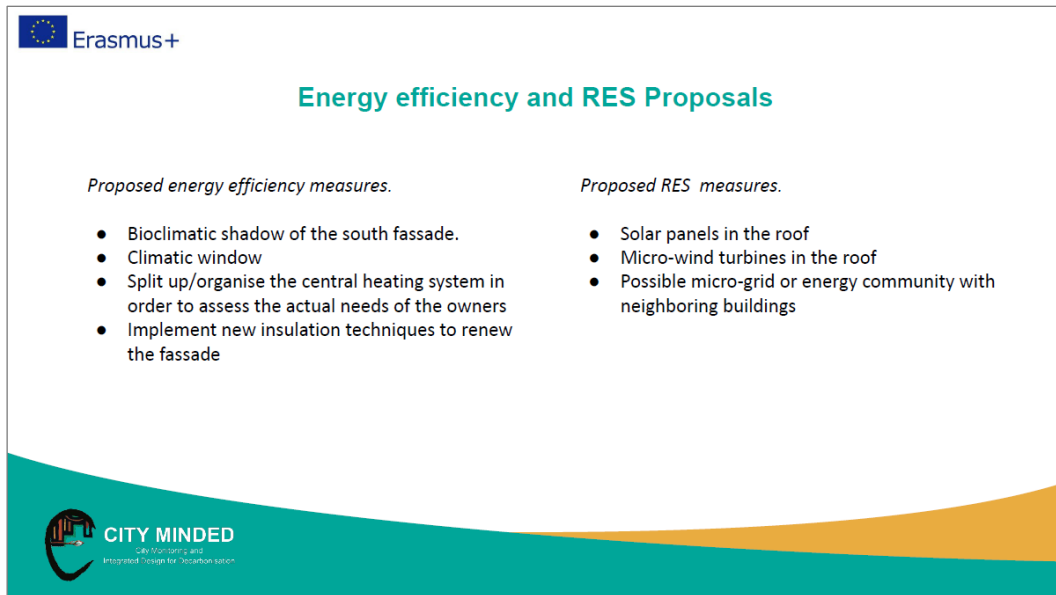 Erasmus+
Energy efficiency and RES Proposals
Proposed energy efficiency measures.
● Bioclimatic shadow of the south fassade.
● Climatic window
● Split up/organise the central heating system in
order to assess the actual needs of the owners
● Implement new insulation techniques to renew
the fassade
Proposed RES measures.
● Solar panels in the roof
● Micro-wind turbines in the roof
● Possible micro-grid or energy community with
neighboring buildings
CITY MINDED
City Monitoring and
Integrated Design for Decarbonisation